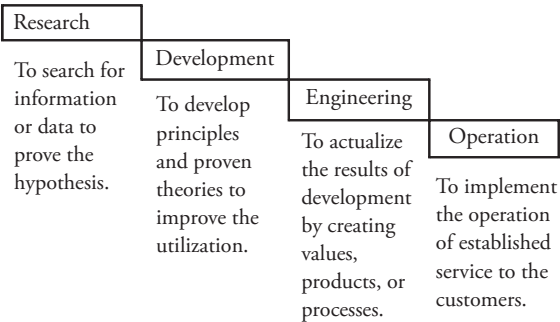 Research
To search for
information
or data to
prove the
hypothesis.
Development
To develop
principles
and proven
theories to
improve the
utilization.
Engineering
To actualize
the results of
development
by creating
values,
products, or
processes.
Operation
To implement
the operation
of established
service to the
customers.